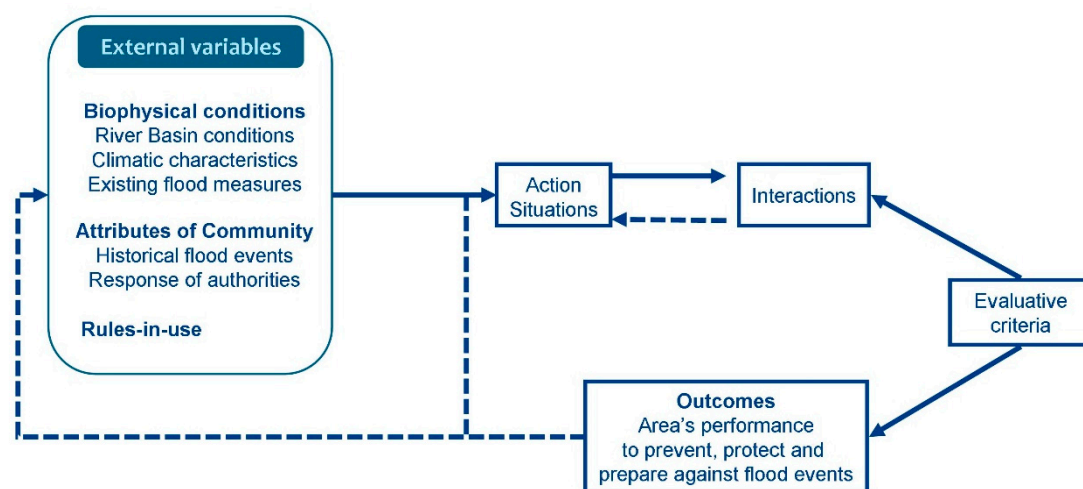 External variables
Biophysical conditions
River Basin conditions
Climatic characteristics
Existing flood measures
Attributes of Community
Historical flood events
Response of authorities
Rules-in-use
Action
Situations
Interactions
Evaluative
criteria
Outcomes
Area's performance
to prevent, protect and
prepare against flood events